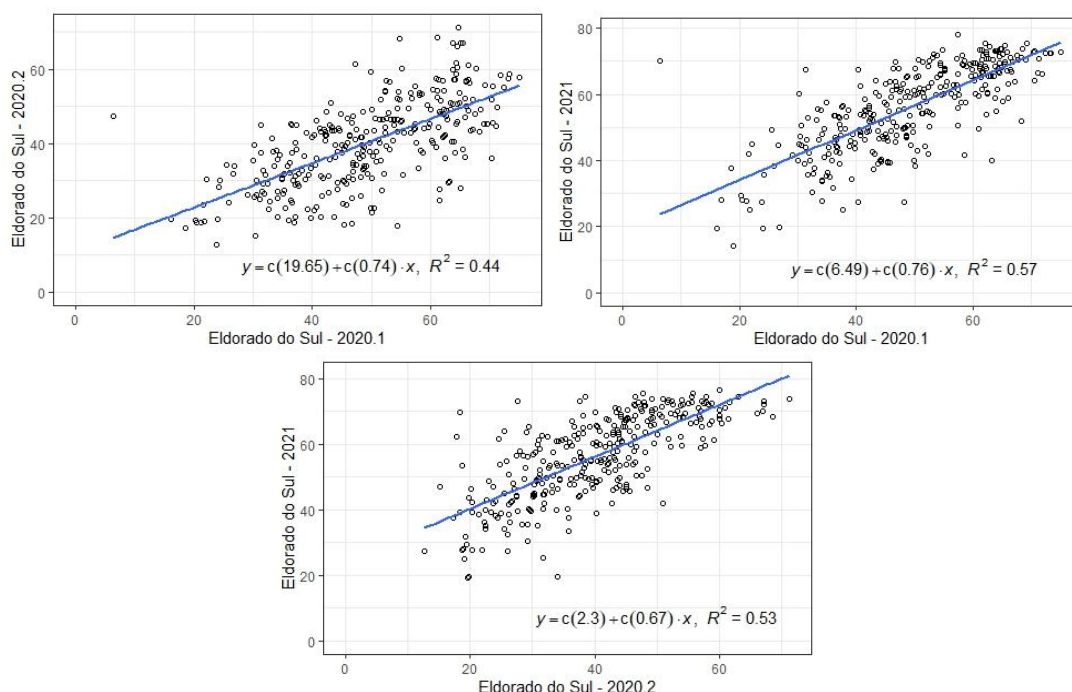 Eldorado do Sul - 2020.2
60
40
20
0
y = c(19.65) + c(0.74) · x, R² = 0.44
0 20 40 60
Eldorado do Sul - 2020.1
Eldorado do Sul - 2021
80
60
40
20
0
y = c(6.49) + c(0.76) · x, R² = 0.57
0 20 40 60
Eldorado do Sul - 2020.1
Eldorado do Sul - 2021
80
60
40
20
0
y = c(2.3) + c(0.67) · x, R² = 0.53
0 20 40 60
Eldorado do Sul - 2020.2